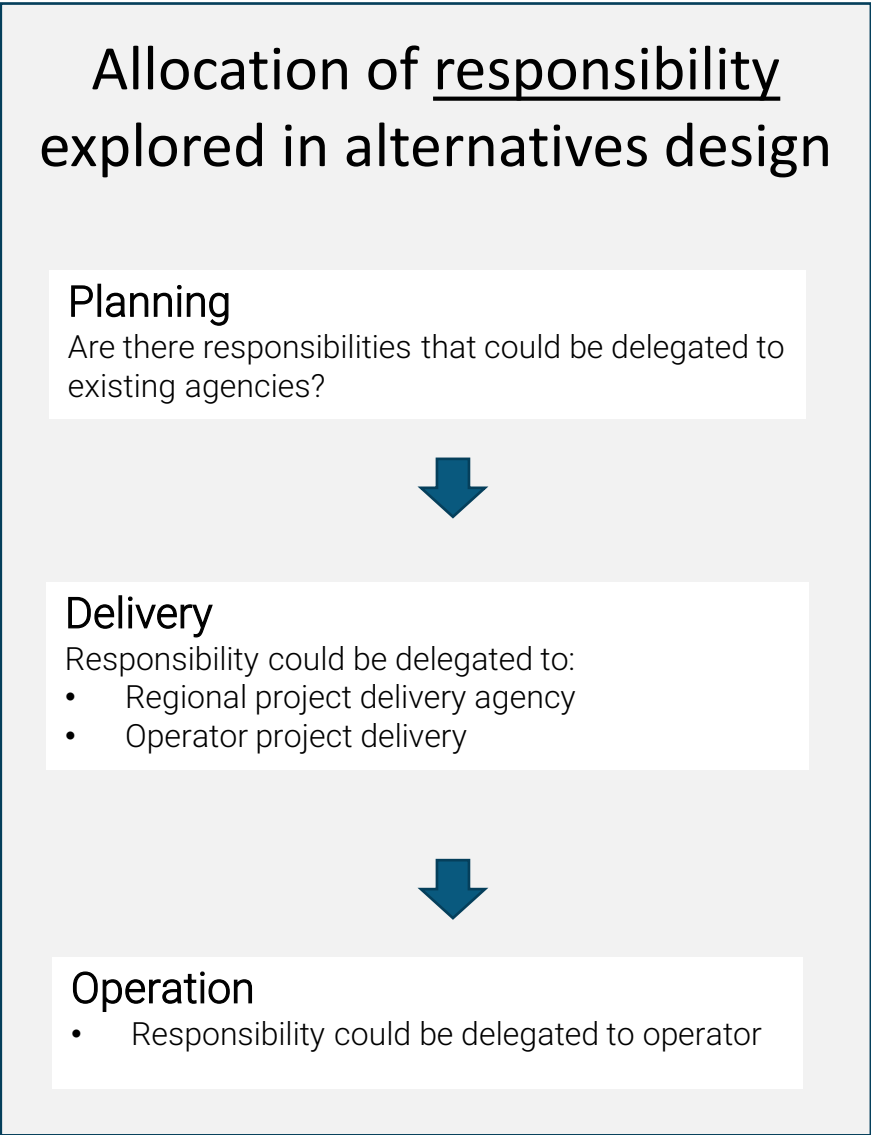 Allocation of responsibility
explored in alternatives design
Planning
Are there responsibilities that could be delegated to
existing agencies?
Delivery
Responsibility could be delegated to:
• Regional project delivery agency
• Operator project delivery
Operation
• Responsibility could be delegated to operator